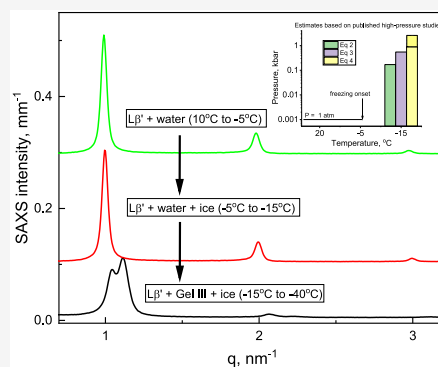 Estimates based on published high-pressure studies
Eq 2
Eq 3
Eq 4
Pressure, kbar
1
0.1
0.01
0.001
P = 1 atm
freezing onset
20
-5
-15
Temperature, °C
SAXS intensity, mm⁻¹
0.4
0.2
0.0
Lβ' + water (10°C to -5°C)
Lβ' + water + ice (-5°C to -15°C)
Lβ' + Gel III + ice (-15°C to -40°C)
1
2
3
q, nm⁻¹